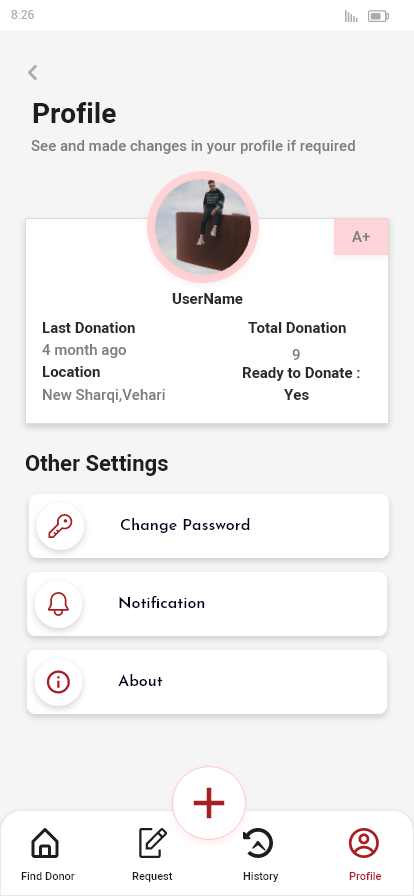 8:26
Profile
See and made changes in your profile if required
A+
UserName
Last Donation
Total Donation
4 month ago
9
Location
Ready to Donate :
New Sharqi,Vehari
Yes
Other Settings
Change Password
Notification
About
Find Donor
Request
History
Profile